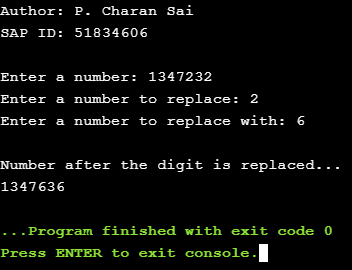 Author: P. Charan Sai
SAP ID: 51834606
Enter a number: 1347232
Enter a number to replace: 2
Enter a number to replace with: 6
Number after the digit is replaced...
1347636
...Program finished with exit code 0
Press ENTER to exit console.